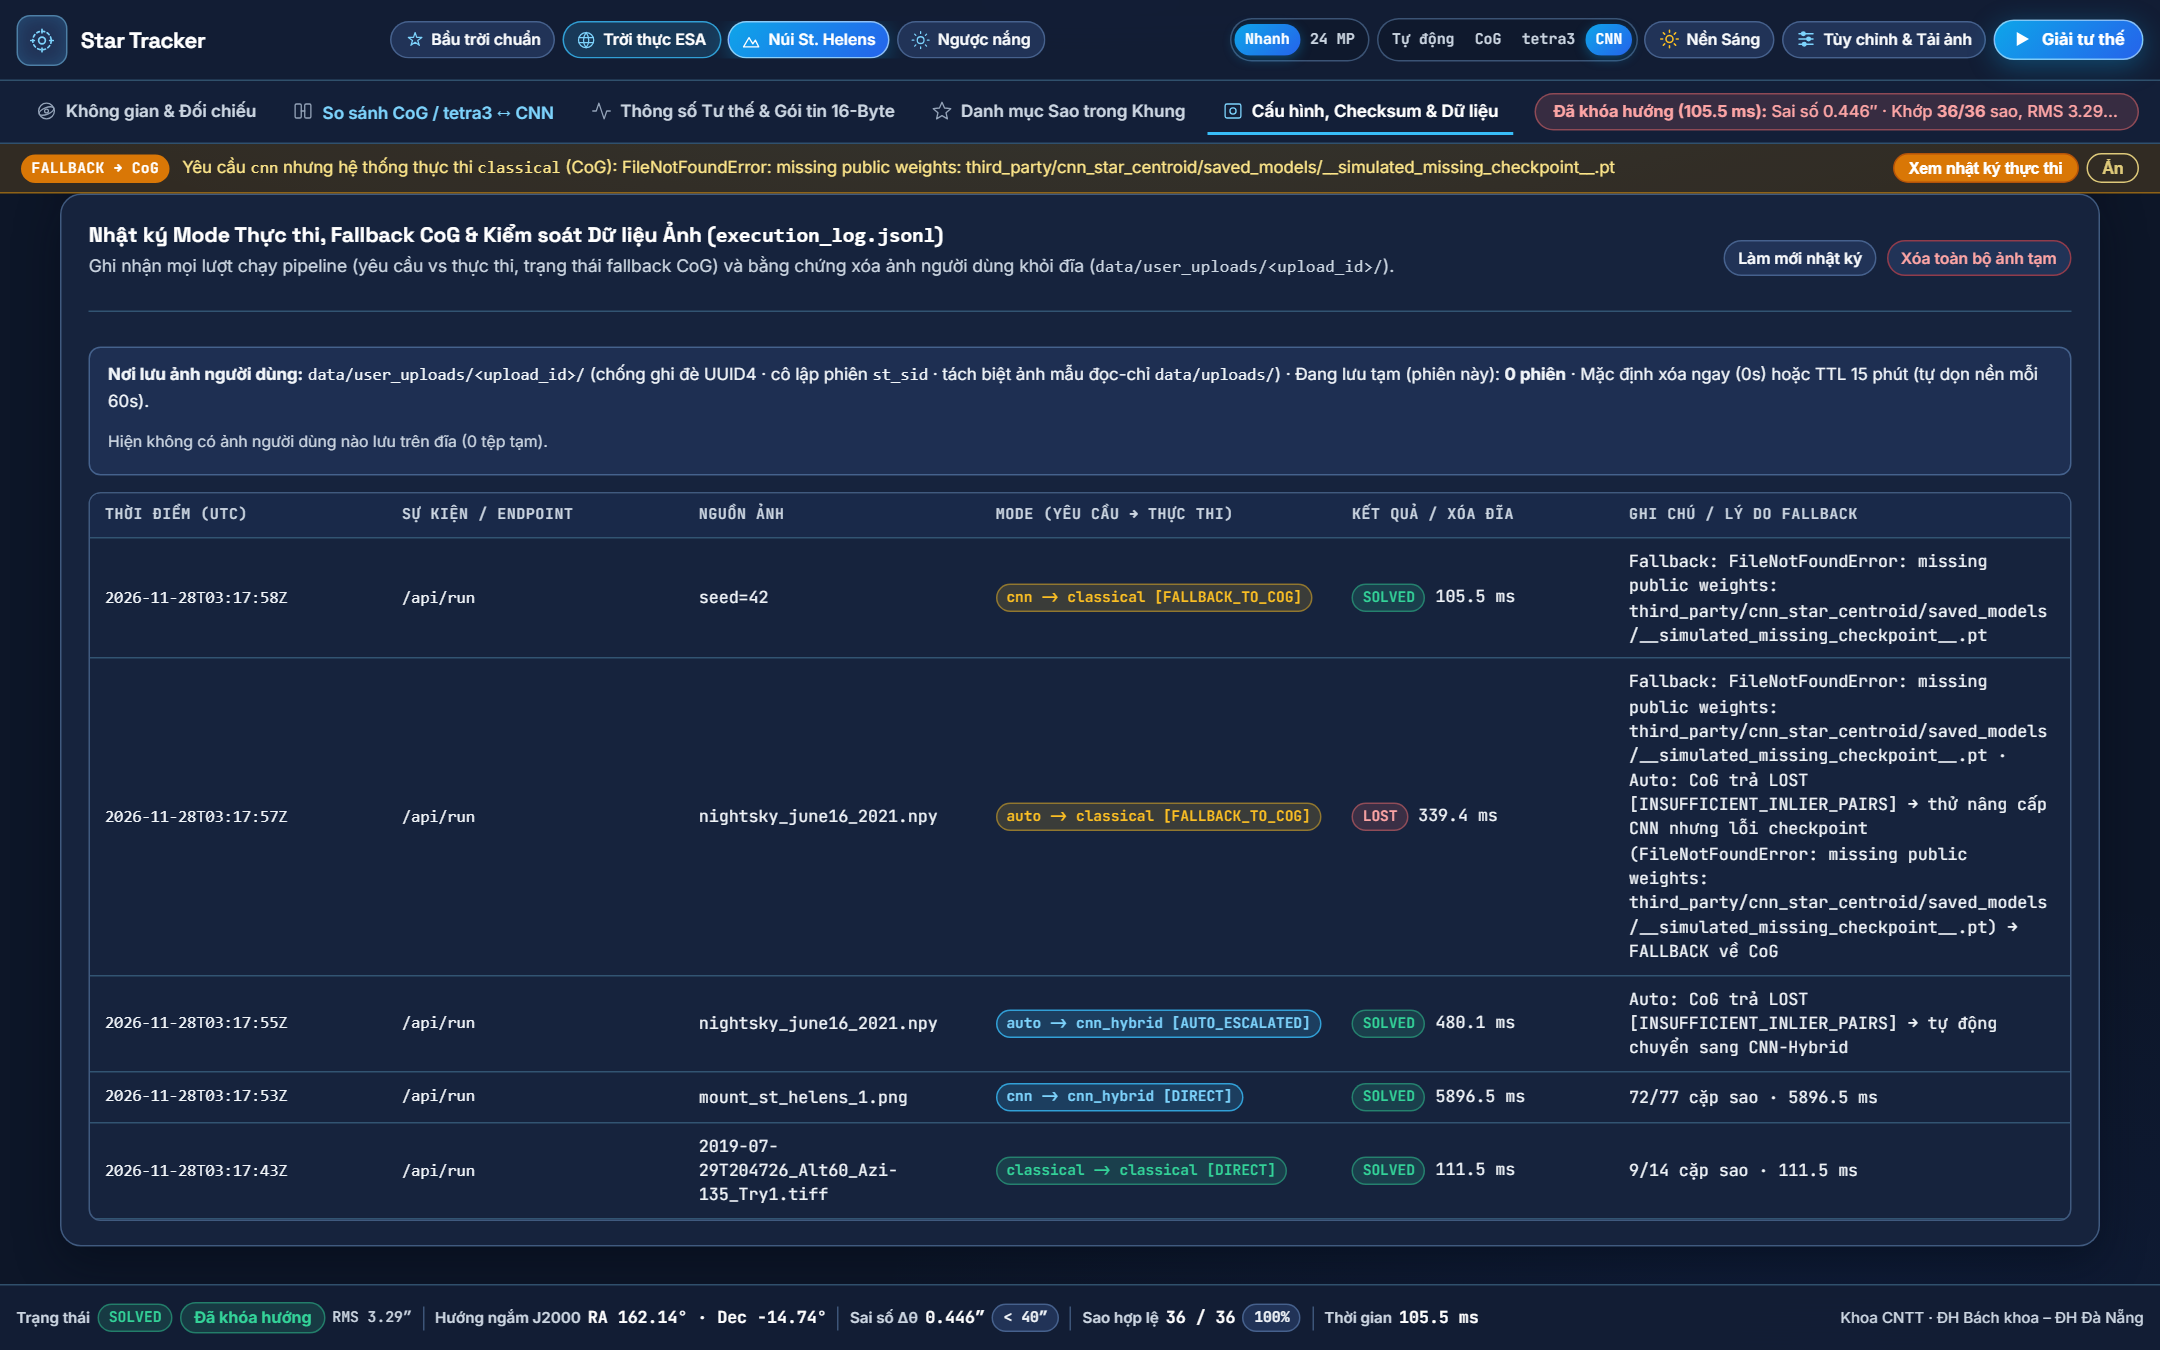 Star Tracker
Bầu trời chuẩn
Trời thực ESA
Núi St. Helens
Ngược nắng
Nhanh 24 MP
Tự động CoG tetra3 CNN
Nền Sáng
Tùy chỉnh & Tải ảnh
Giải tư thế
Không gian & Đối chiếu
So sánh CoG / tetra3 ↔ CNN
Thông số Tư thế & Gói tin 16-Byte
Danh mục Sao trong Khung
Cấu hình, Checksum & Dữ liệu
Đã khóa hướng (105.5 ms): Sai số 0.446″ · Khớp 36/36 sao, RMS 3.29...
FALLBACK → CoG
Yêu cầu cnn nhưng hệ thống thực thi classical (CoG): FileNotFoundError: missing public weights: third_party/cnn_star_centroid/saved_models/__simulated_missing_checkpoint__.pt
Xem nhật ký thực thi
Ẩn
Nhật ký Mode Thực thi, Fallback CoG & Kiểm soát Dữ liệu Ảnh (execution_log.jsonl)
Ghi nhận mọi lượt chạy pipeline (yêu cầu vs thực thi, trạng thái fallback CoG) và bằng chứng xóa ảnh người dùng khỏi đĩa (data/user_uploads/<upload_id>/).
Làm mới nhật ký
Xóa toàn bộ ảnh tạm
Nơi lưu ảnh người dùng: data/user_uploads/<upload_id>/ (chống ghi đè UUID4 · cô lập phiên st_sid · tách biệt ảnh mẫu đọc-chỉ data/uploads/) · Đang lưu tạm (phiên này): 0 phiên · Mặc định xóa ngay (0s) hoặc TTL 15 phút (tự dọn nền mỗi
60s).
Hiện không có ảnh người dùng nào lưu trên đĩa (0 tệp tạm).
THỜI ĐIỂM (UTC) SỰ KIỆN / ENDPOINT NGUỒN ẢNH MODE (YÊU CẦU → THỰC THI) KẾT QUẢ / XÓA ĐĨA GHI CHÚ / LÝ DO FALLBACK
2026-11-28T03:17:58Z /api/run seed=42 cnn → classical [FALLBACK_TO_COG] SOLVED 105.5 ms
Fallback: FileNotFoundError: missing
public weights:
third_party/cnn_star_centroid/saved_models
/__simulated_missing_checkpoint__.pt
2026-11-28T03:17:57Z /api/run nightsky_june16_2021.npy auto → classical [FALLBACK_TO_COG] LOST 339.4 ms
Fallback: FileNotFoundError: missing
public weights:
third_party/cnn_star_centroid/saved_models
/__simulated_missing_checkpoint__.pt ·
Auto: CoG trả LOST
[INSUFFICIENT_INLIER_PAIRS] → thử nâng cấp
CNN nhưng lỗi checkpoint
(FileNotFoundError: missing public
weights:
third_party/cnn_star_centroid/saved_models
/__simulated_missing_checkpoint__.pt) →
FALLBACK về CoG
2026-11-28T03:17:55Z /api/run nightsky_june16_2021.npy auto → cnn_hybrid [AUTO_ESCALATED] SOLVED 480.1 ms
Auto: CoG trả LOST
[INSUFFICIENT_INLIER_PAIRS] → tự động
chuyển sang CNN-Hybrid
2026-11-28T03:17:53Z /api/run mount_st_helens_1.png cnn → cnn_hybrid [DIRECT] SOLVED 5896.5 ms 72/77 cặp sao · 5896.5 ms
2026-11-28T03:17:43Z /api/run
2019-07-
29T204726_Alt60_Azi-
135_Try1.tiff
classical → classical [DIRECT] SOLVED 111.5 ms 9/14 cặp sao · 111.5 ms
Trạng thái SOLVED Đã khóa hướng RMS 3.29″ Hướng ngắm J2000 RA 162.14° · Dec -14.74° Sai số Δθ 0.446″ < 40″ Sao hợp lệ 36 / 36 100% Thời gian 105.5 ms
Khoa CNTT · ĐH Bách khoa – ĐH Đà Nẵng